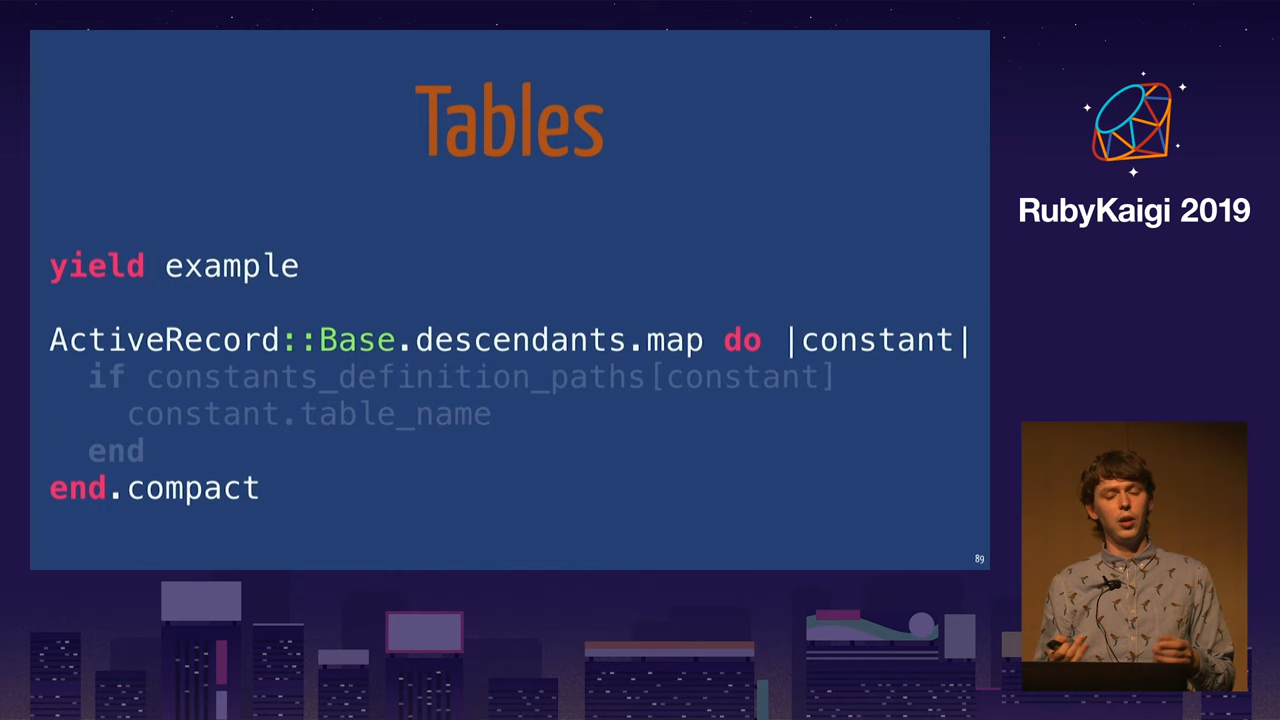 Tables
yield example
ActiveRecord::Base.descendants.map do |constant|
if constants_definition_paths[constant]
constant.table_name
end
end.compact
89
RubyKaigi 2019